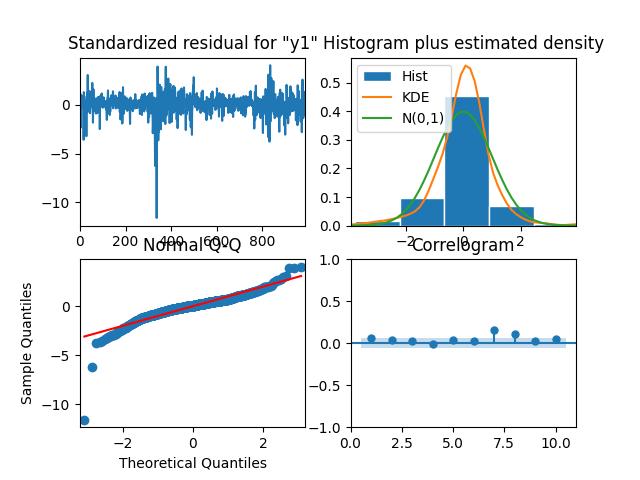 Standardized residual for "y1"
0
−5
−10
0 200 400 600 800
Histogram plus estimated density
Hist
KDE
N(0,1)
0.5
0.4
0.3
0.2
0.1
0.0
−2 0 2
Normal Q-Q
Sample Quantiles
0
−5
−10
−2 0 2
Theoretical Quantiles
Correlogram
1.0
0.5
0.0
−0.5
−1.0
0.0 2.5 5.0 7.5 10.0